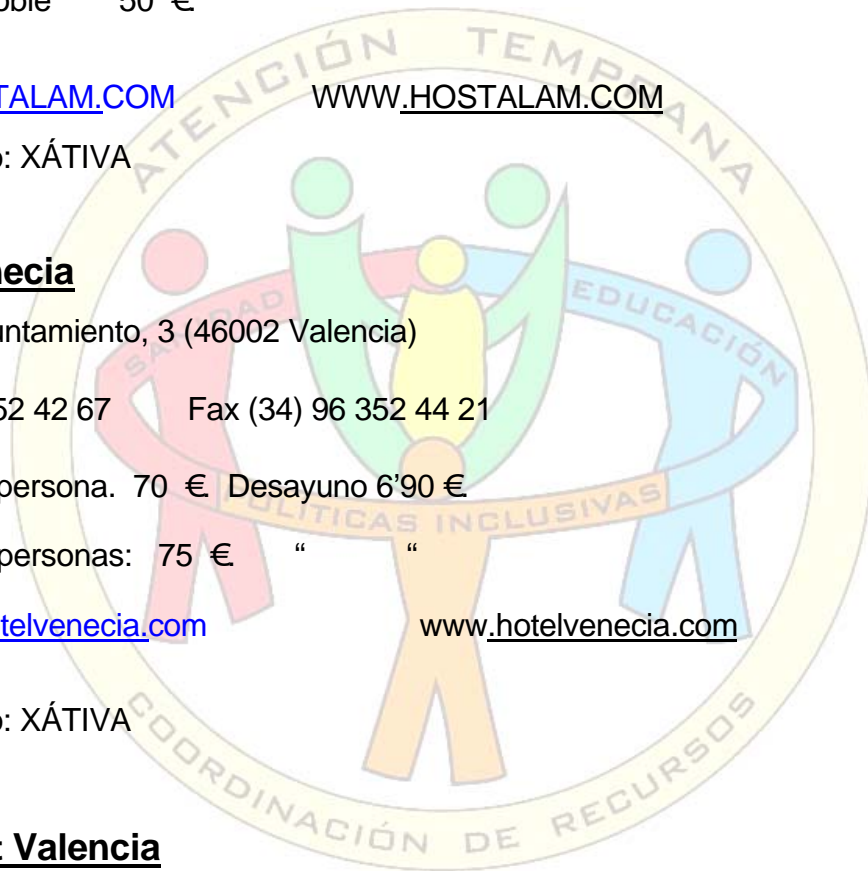 oble 50 €
TALAM.COM WWW.HOSTALAM.COM
o: XÁTIVA
necia
untamiento, 3 (46002 Valencia)
52 42 67 Fax (34) 96 352 44 21
persona. 70 € Desayuno 6’90 €
personas: 75 € “ “
telvenecia.com www.hotelvenecia.com
o: XÁTIVA
: Valencia
ATENCIÓN TEMPRANA
SANIDAD
EDUCACIÓN
POLÍTICAS INCLUSIVAS
COORDINACIÓN DE RECURSOS